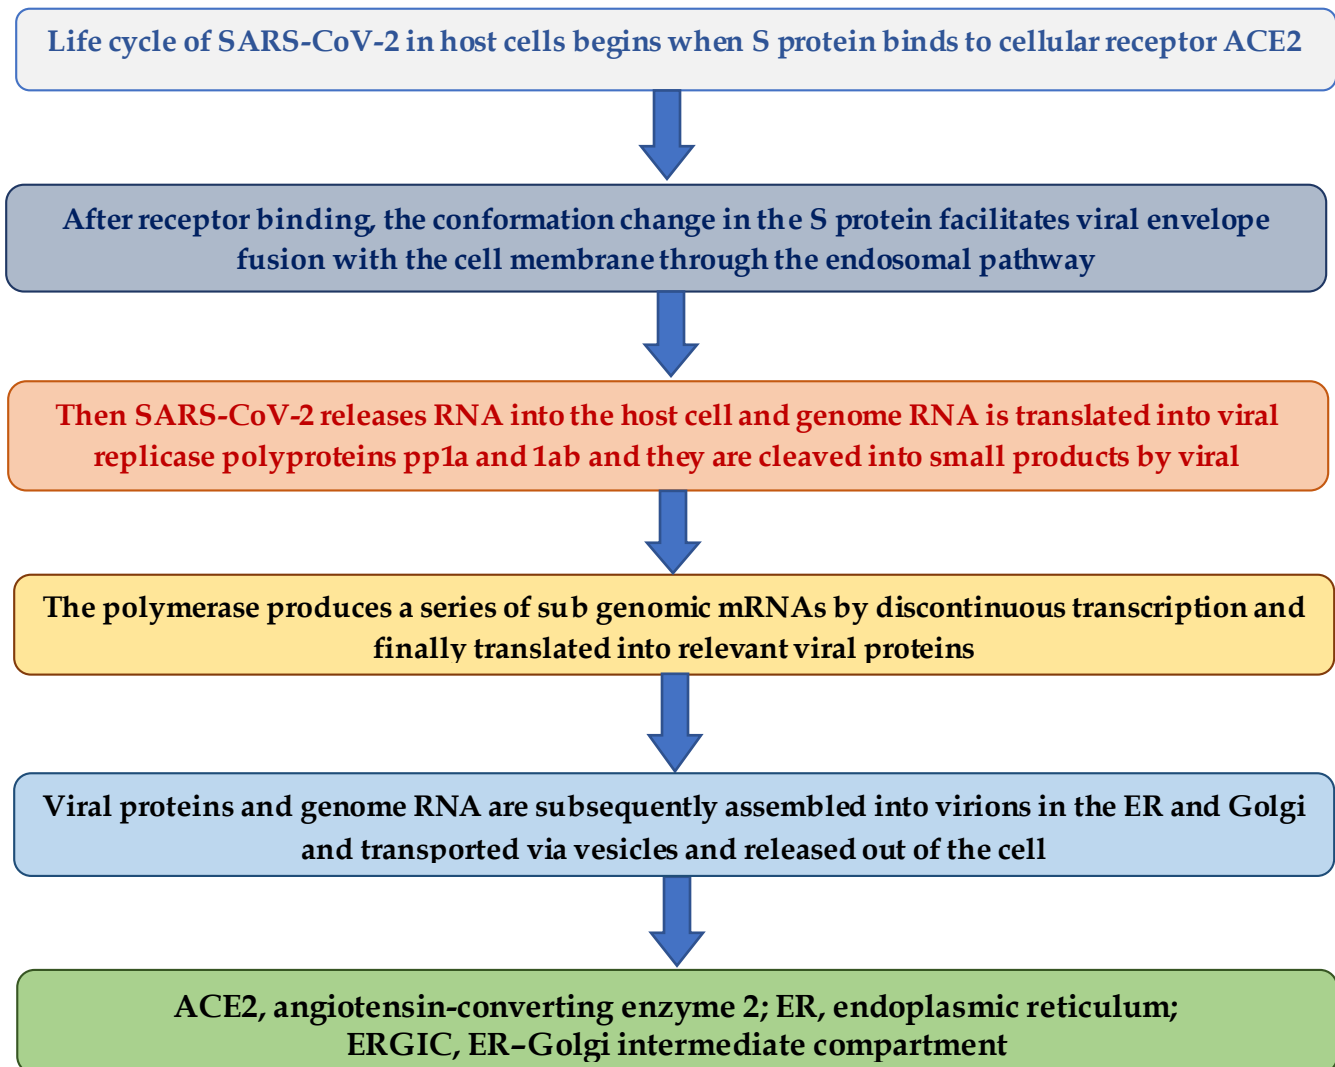 Life cycle of SARS-CoV-2 in host cells begins when S protein binds to cellular receptor ACE2
After receptor binding, the conformation change in the S protein facilitates viral envelope
fusion with the cell membrane through the endosomal pathway
Then SARS-CoV-2 releases RNA into the host cell and genome RNA is translated into viral
replicase polyproteins pp1a and 1ab and they are cleaved into small products by viral
The polymerase produces a series of sub genomic mRNAs by discontinuous transcription and
finally translated into relevant viral proteins
Viral proteins and genome RNA are subsequently assembled into virions in the ER and Golgi
and transported via vesicles and released out of the cell
ACE2, angiotensin-converting enzyme 2; ER, endoplasmic reticulum;
ERGIC, ER–Golgi intermediate compartment